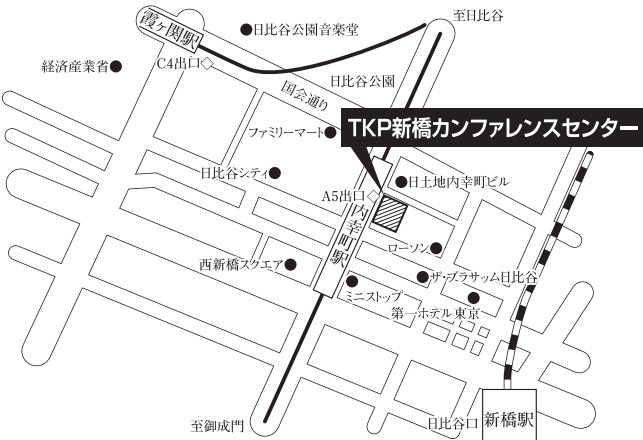 至日比谷
霞ヶ関駅
日比谷公園音楽堂
C4出口
経済産業省
日比谷公園
国会通り
TKP新橋カンファレンスセンター
ファミリーマート
日比谷シティ
日土地内幸町ビル
A5出口
内幸町駅
ローソン
西新橋スクエア
ザ・ブラッサム日比谷
ミニストップ
第一ホテル東京
至御成門
日比谷口
新橋駅